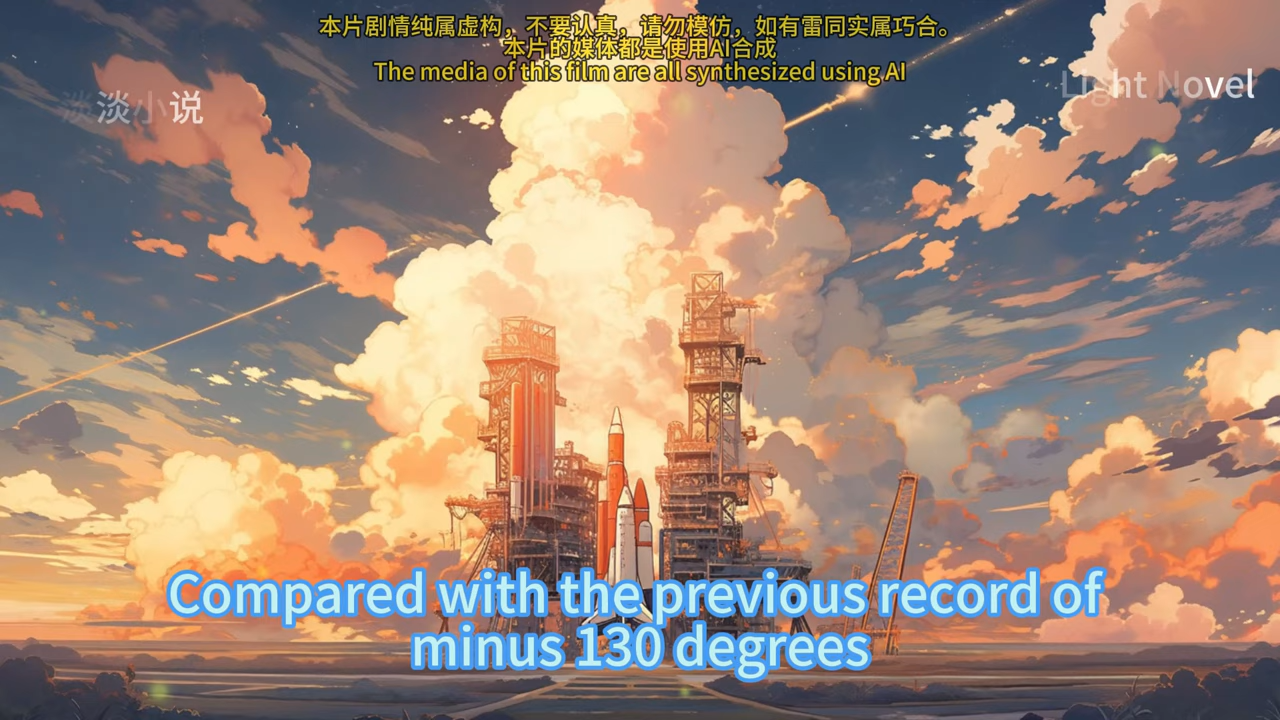 本片剧情纯属虚构，不要认真，请勿模仿，如有雷同实属巧合。
本片的媒体都是使用AI合成
The media of this film are all synthesized using AI
淡淡小说
Light Novel
Compared with the previous record of
minus 130 degrees